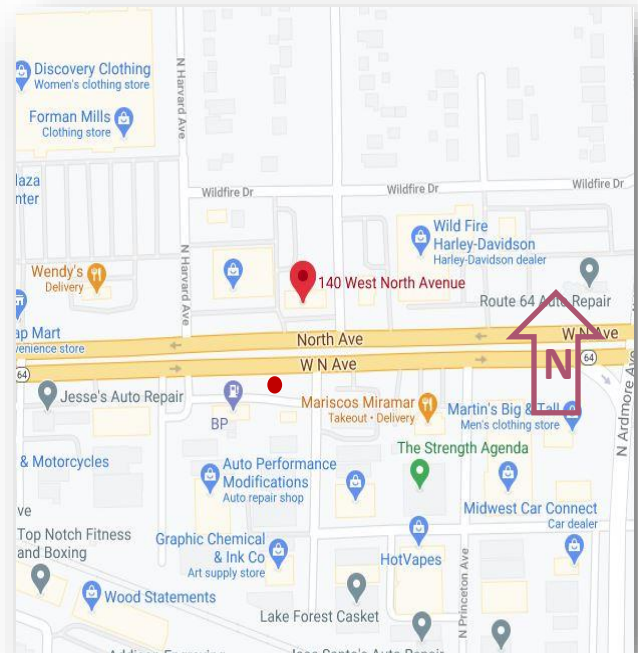 Discovery Clothing
Women's clothing store
Forman Mills
Clothing store
N Harvard Ave
laza
nter
Wildfire Dr
Wildfire Dr
Wildfire Dr
Wild Fire
Harley-Davidson
Harley-Davidson dealer
Wendy's
Delivery
N Harvard Ave
140 West North Avenue
Route 64 Auto Repair
ap Mart
venience store
North Ave
W N Ave
W N Ave
N
64
64
Jesse's Auto Repair
BP
Mariscos Miramar
Takeout • Delivery
Martin's Big & Tall
Men's clothing store
N Ardmore Ave
The Strength Agenda
& Motorcycles
Auto Performance
Modifications
Auto repair shop
Midwest Car Connect
Car dealer
ve
Top Notch Fitness
and Boxing
Graphic Chemical
& Ink Co
Art supply store
HotVapes
N Princeton Ave
Wood Statements
Lake Forest Casket